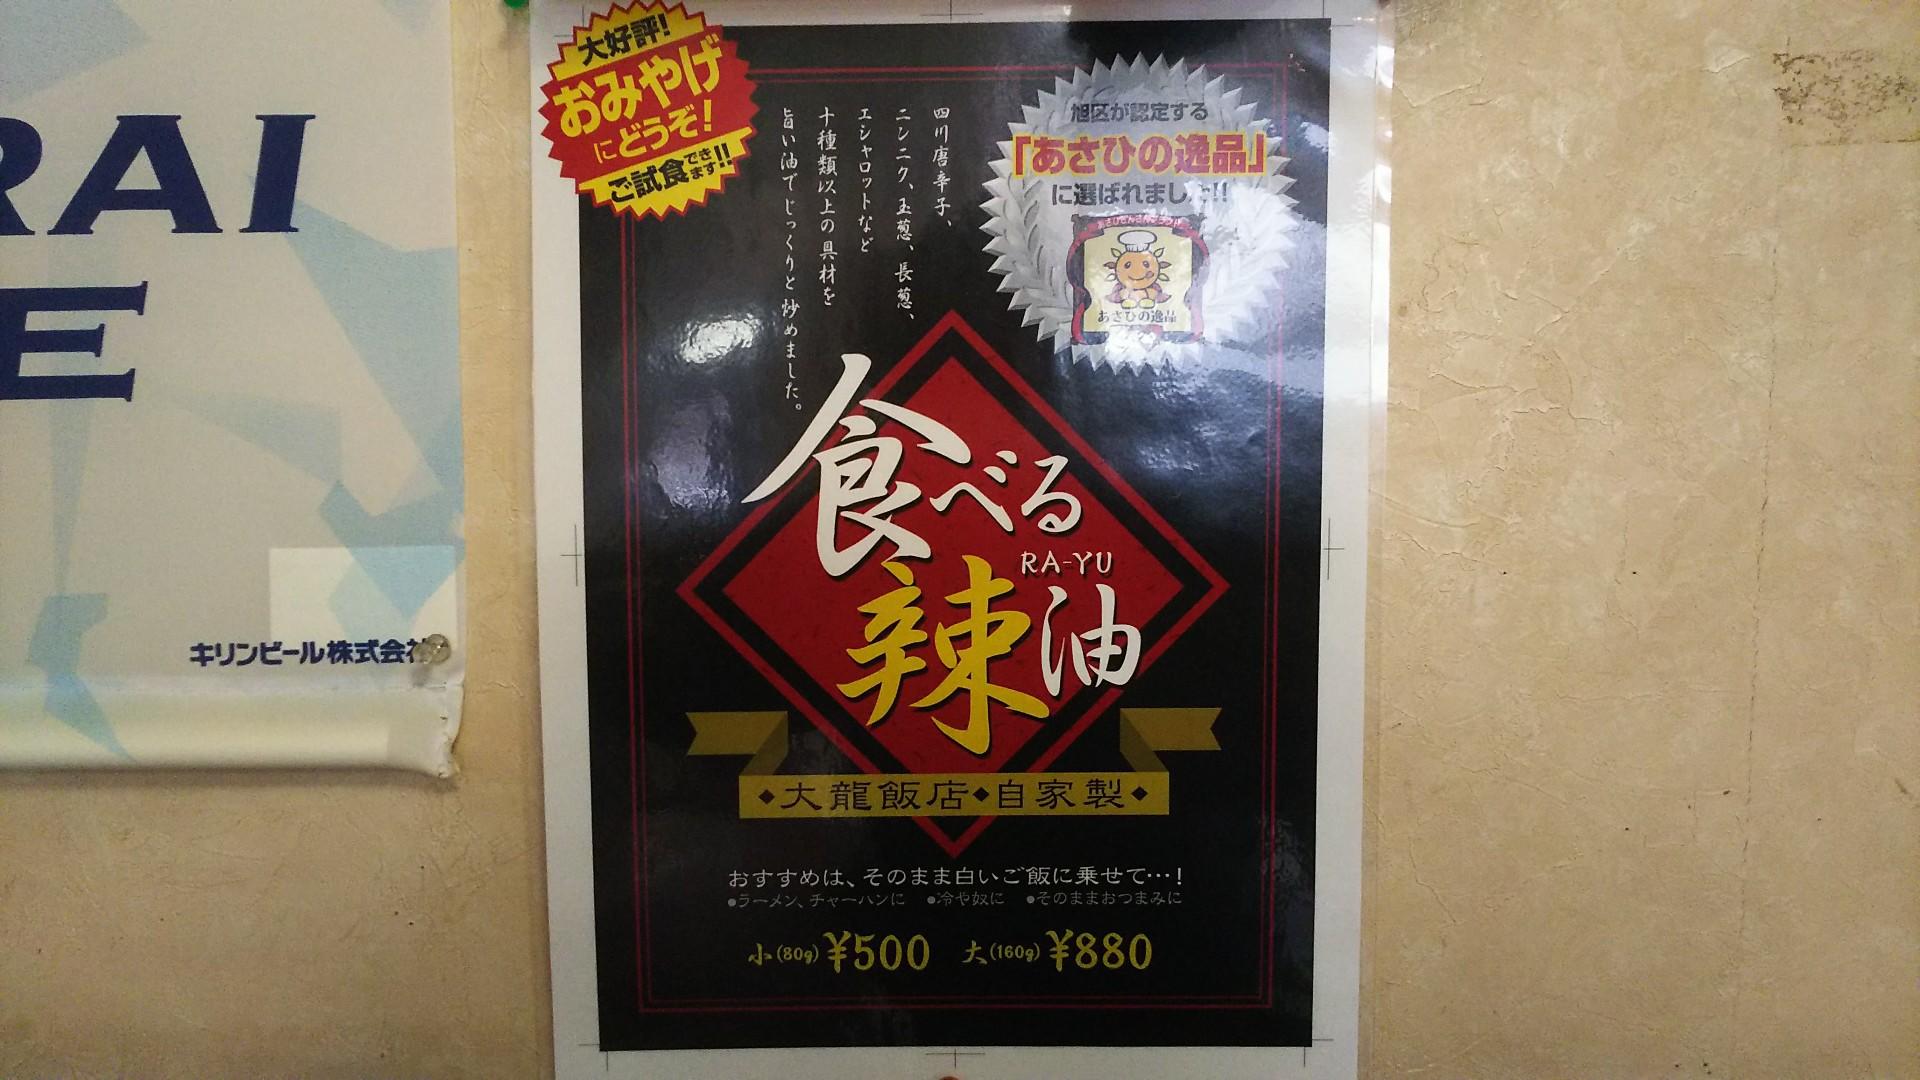 RAI
E
キリンビール株式会社
大好評!
おみやげ
にどうぞ!
ご試食できます!!
旭区が認定する
「あさひの逸品」
に選ばれました!!
あさひの逸品
四川唐辛子、
ニンニク、玉葱、長葱、
エシャロットなど
十種類以上の具材を
旨い油でじっくりと炒めました。
食べる
RA-YU
辣油
◆大龍飯店◆自家製◆
おすすめは、そのまま白いご飯に乗せて…!
●ラーメン、チャーハンに ●冷や奴に ●そのままおつまみに
小(80g)¥500 大(160g)¥880